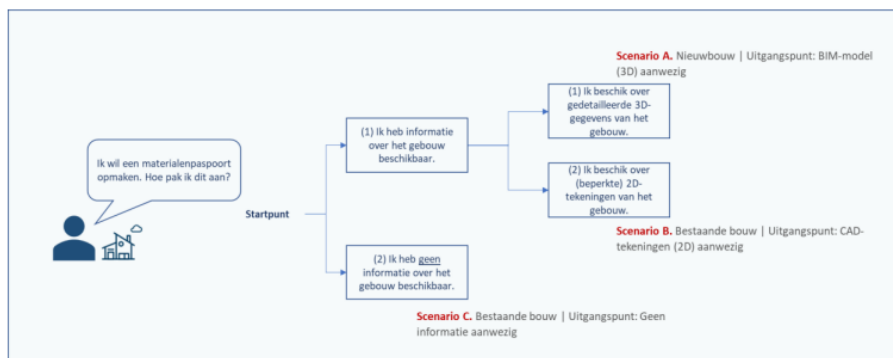 Scenario A. Nieuwbouw | Uitgangspunt: BIM-model
(3D) aanwezig
(1) Ik beschik over
gedetailleerde 3D-
gegevens van het
gebouw.
(1) Ik heb informatie
over het gebouw
beschikbaar.
Ik wil een materialenpaspoort
opmaken. Hoe pak ik dit aan?
(2) Ik beschik over
(beperkte) 2D-
tekeningen van het
gebouw.
Startpunt
Scenario B. Bestaande bouw | Uitgangspunt: CAD-
tekeningen (2D) aanwezig
(2) Ik heb geen
informatie over het
gebouw beschikbaar.
Scenario C. Bestaande bouw | Uitgangspunt: Geen
informatie aanwezig